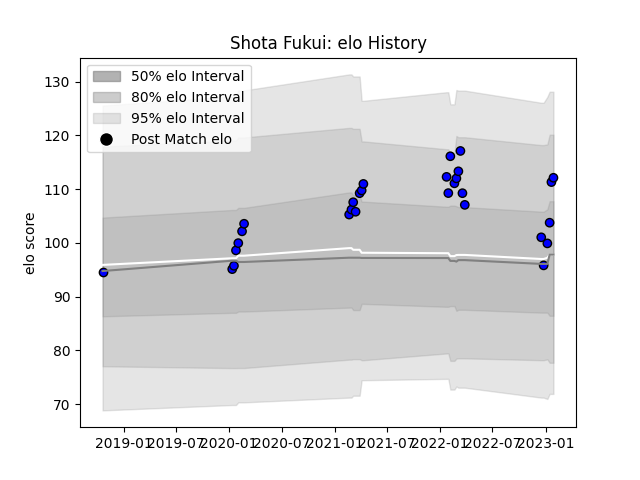 Shota Fukui: elo History
50% elo Interval
80% elo Interval
95% elo Interval
Post Match elo
elo score
130
120
110
100
90
80
70
2019-01
2019-07
2020-01
2020-07
2021-01
2021-07
2022-01
2022-07
2023-01